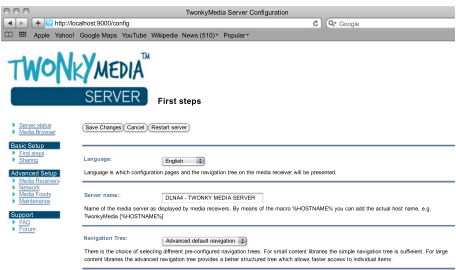 TwonkyMedia Server Configuration
http://localhost:9000/config
Google
Apple Yahoo! Google Maps YouTube Wikipedia News (510) Popular
TWONKYMEDIA™
SERVER
First steps
Server status
Media Browser
Save Changes Cancel Restart server
Basic Setup
First steps
Sharing
Language: English
Language in which configuration pages and the navigation tree on the media receiver will be presented.
Advanced Setup
Media Receivers
Network
Media Feeds
Maintenance
Server name:: DLNA4 - TWONKY MEDIA SERVER
Name of the media server as displayed by media receivers. By means of the macro %HOSTNAME% you can add the actual host name, e.g.
TwonkyMedia [%HOSTNAME%]
Support
FAQ
Forum
Navigation Tree: Advanced default navigation
There is the choice of selecting different pre-configured navigation trees. For small content libraries the simple navigation tree is suffiient. For large
content libraries the advanced navigation tree provides a better structured tree which allows faster access to individual items.